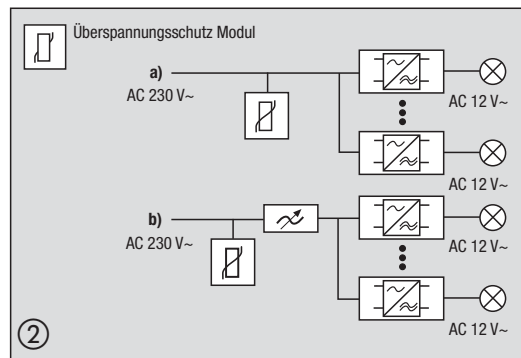 Überspannungsschutz Modul
a)
AC 230 V~
AC 12 V~
AC 12 V~
b)
AC 230 V~
AC 12 V~
AC 12 V~
2